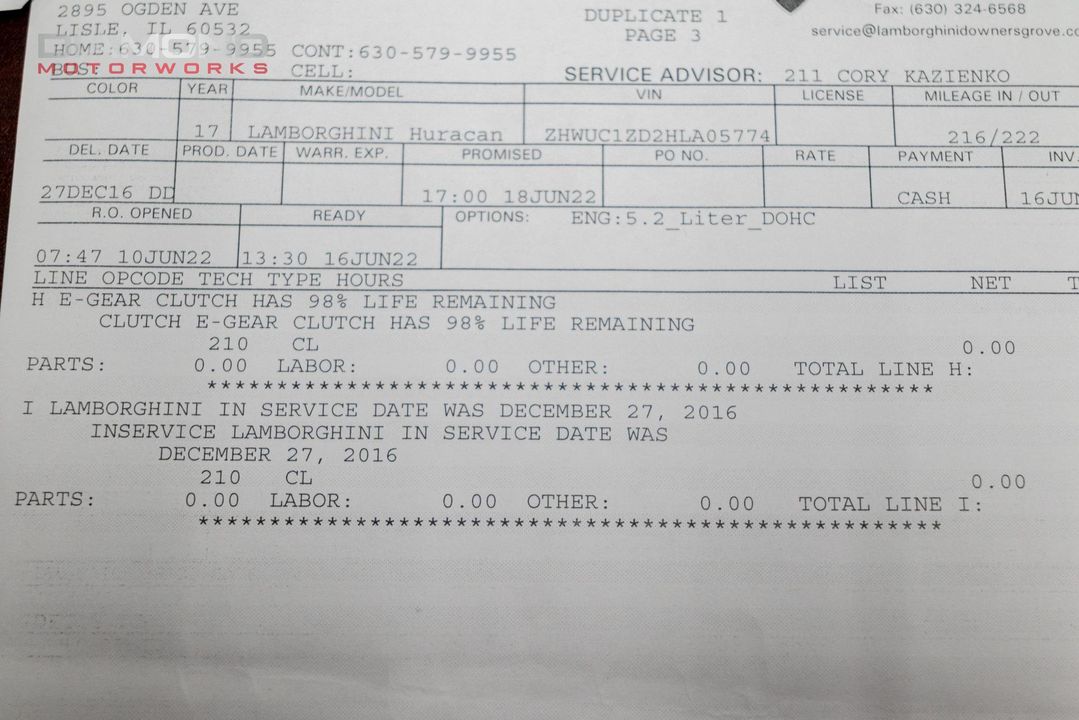 2895 OGDEN AVE
DUPLICATE 1
Fax: (630) 324-6568
LISLE, IL 60532
PAGE 3
service@lamborghinidownersgrove.co
HOME:630-579-9955 CONT:630-579-9955
MOTORWORKS
BUS:
CELL:
SERVICE ADVISOR: 211 CORY KAZIENKO
COLOR YEAR MAKE/MODEL VIN LICENSE MILEAGE IN / OUT
17 LAMBORGHINI Huracan ZHWUC1ZD2HLA05774 216/222
DEL. DATE PROD. DATE WARR. EXP. PROMISED PO NO. RATE PAYMENT INV.
27DEC16 DD 17:00 18JUN22 CASH 16JUN
R.O. OPENED READY OPTIONS: ENG:5.2_Liter_DOHC
07:47 10JUN22 13:30 16JUN22
LINE OPCODE TECH TYPE HOURS LIST NET T
H E-GEAR CLUTCH HAS 98% LIFE REMAINING
CLUTCH E-GEAR CLUTCH HAS 98% LIFE REMAINING
210 CL 0.00
PARTS: 0.00 LABOR: 0.00 OTHER: 0.00 TOTAL LINE H:
****************************************************
I LAMBORGHINI IN SERVICE DATE WAS DECEMBER 27, 2016
INSERVICE LAMBORGHINI IN SERVICE DATE WAS
DECEMBER 27, 2016
210 CL 0.00
PARTS: 0.00 LABOR: 0.00 OTHER: 0.00 TOTAL LINE I:
****************************************************